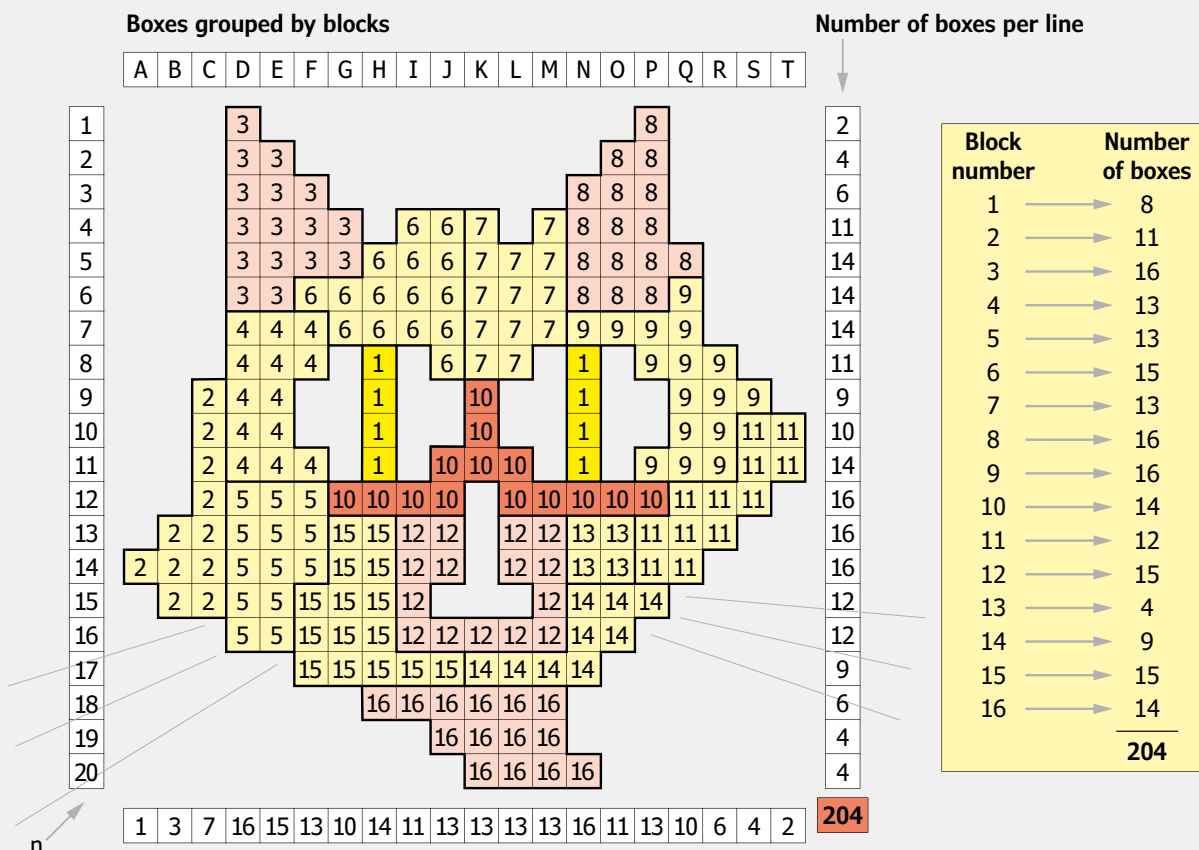 Boxes grouped by blocks
Number of boxes per line
A B C D E F G H I J K L M N O P Q R S T
1 3 8 2
2 3 3 8 8 4
3 3 3 3 8 8 8 6
4 3 3 3 3 6 6 7 7 8 8 8 11
5 3 3 3 3 6 6 6 7 7 7 8 8 8 8 14
6 3 3 6 6 6 6 6 7 7 7 8 8 8 9 14
7 4 4 4 6 6 6 6 7 7 7 9 9 9 9 14
8 4 4 4 1 6 7 7 1 9 9 9 11
9 2 4 4 1 10 1 9 9 9 9
10 2 4 4 1 10 1 9 9 11 11 10
11 2 4 4 4 1 10 10 10 1 9 9 9 11 11 14
12 2 5 5 5 10 10 10 10 10 10 10 10 10 11 11 11 16
13 2 2 5 5 5 15 15 12 12 12 12 13 13 11 11 11 16
14 2 2 2 5 5 5 15 15 12 12 12 12 13 13 11 11 16
15 2 2 5 5 15 15 15 12 12 14 14 14 12
16 5 5 15 15 15 12 12 12 12 12 14 14 12
17 15 15 15 15 15 14 14 14 14 9
18 16 16 16 16 16 16 6
19 16 16 16 16 4
20 16 16 16 16 4
1 3 7 16 15 13 10 14 11 13 13 13 13 16 11 13 10 6 4 2
204
n
Block number
Number of boxes
1 8
2 11
3 16
4 13
5 13
6 15
7 13
8 16
9 16
10 14
11 12
12 15
13 4
14 9
15 15
16 14
204